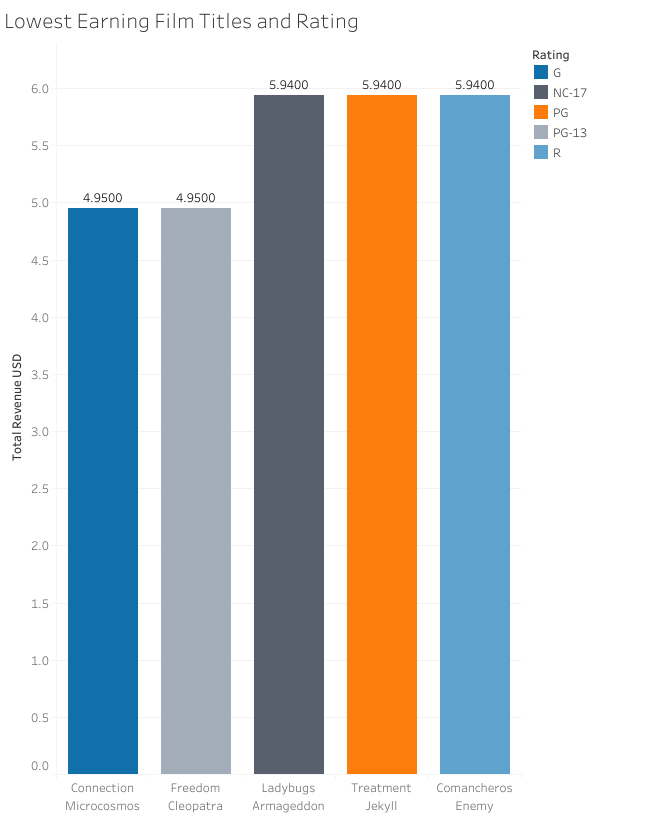 Lowest Earning Film Titles and Rating
Rating
G
NC-17
PG
PG-13
R
Total Revenue USD
6.0
5.5
5.0
4.5
4.0
3.5
3.0
2.5
2.0
1.5
1.0
0.5
0.0
4.9500
4.9500
5.9400
5.9400
5.9400
Connection
Microcosmos
Freedom
Cleopatra
Ladybugs
Armageddon
Treatment
Jekyll
Comancheros
Enemy